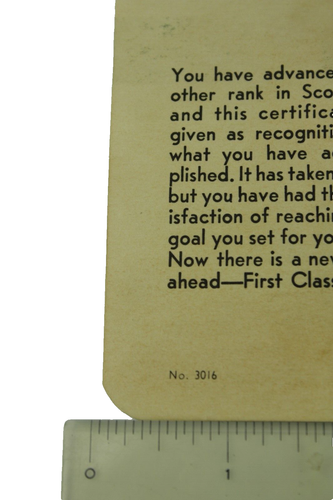 You have advance
other rank in Sco
and this certifica
given as recogniti
what you have a
plished. It has taken
but you have had th
isfaction of reachin
goal you set for yo
Now there is a new
ahead—First Class
No. 3016
0 1